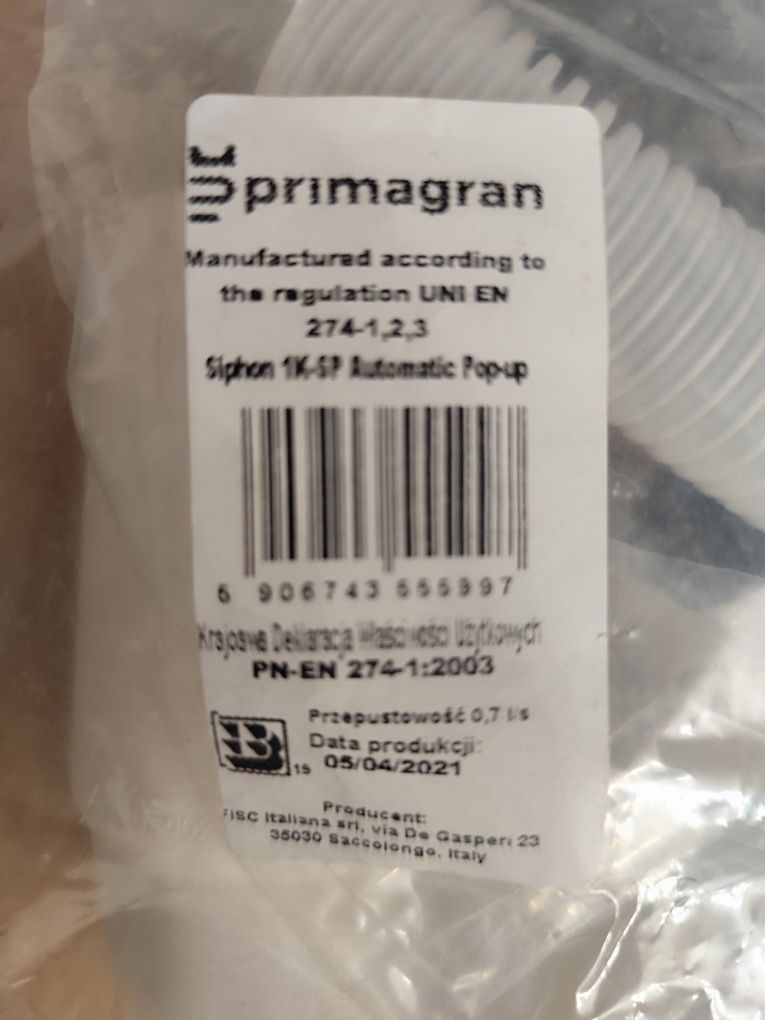 primagran
Manufactured according to
the regulation UNI EN
274-1,2,3
Siphon 1K-SP Automatic Pop-up
5 906743 555997
Krajowa Deklaracja Właściwości Użytkowych
PN-EN 274-1:2003
Przepustowość 0,7 l/s
Data produkcji:
19 05/04/2021
Producent:
FISC Italiana srl, via De Gasperi 23
35030 Saccolongo, Italy